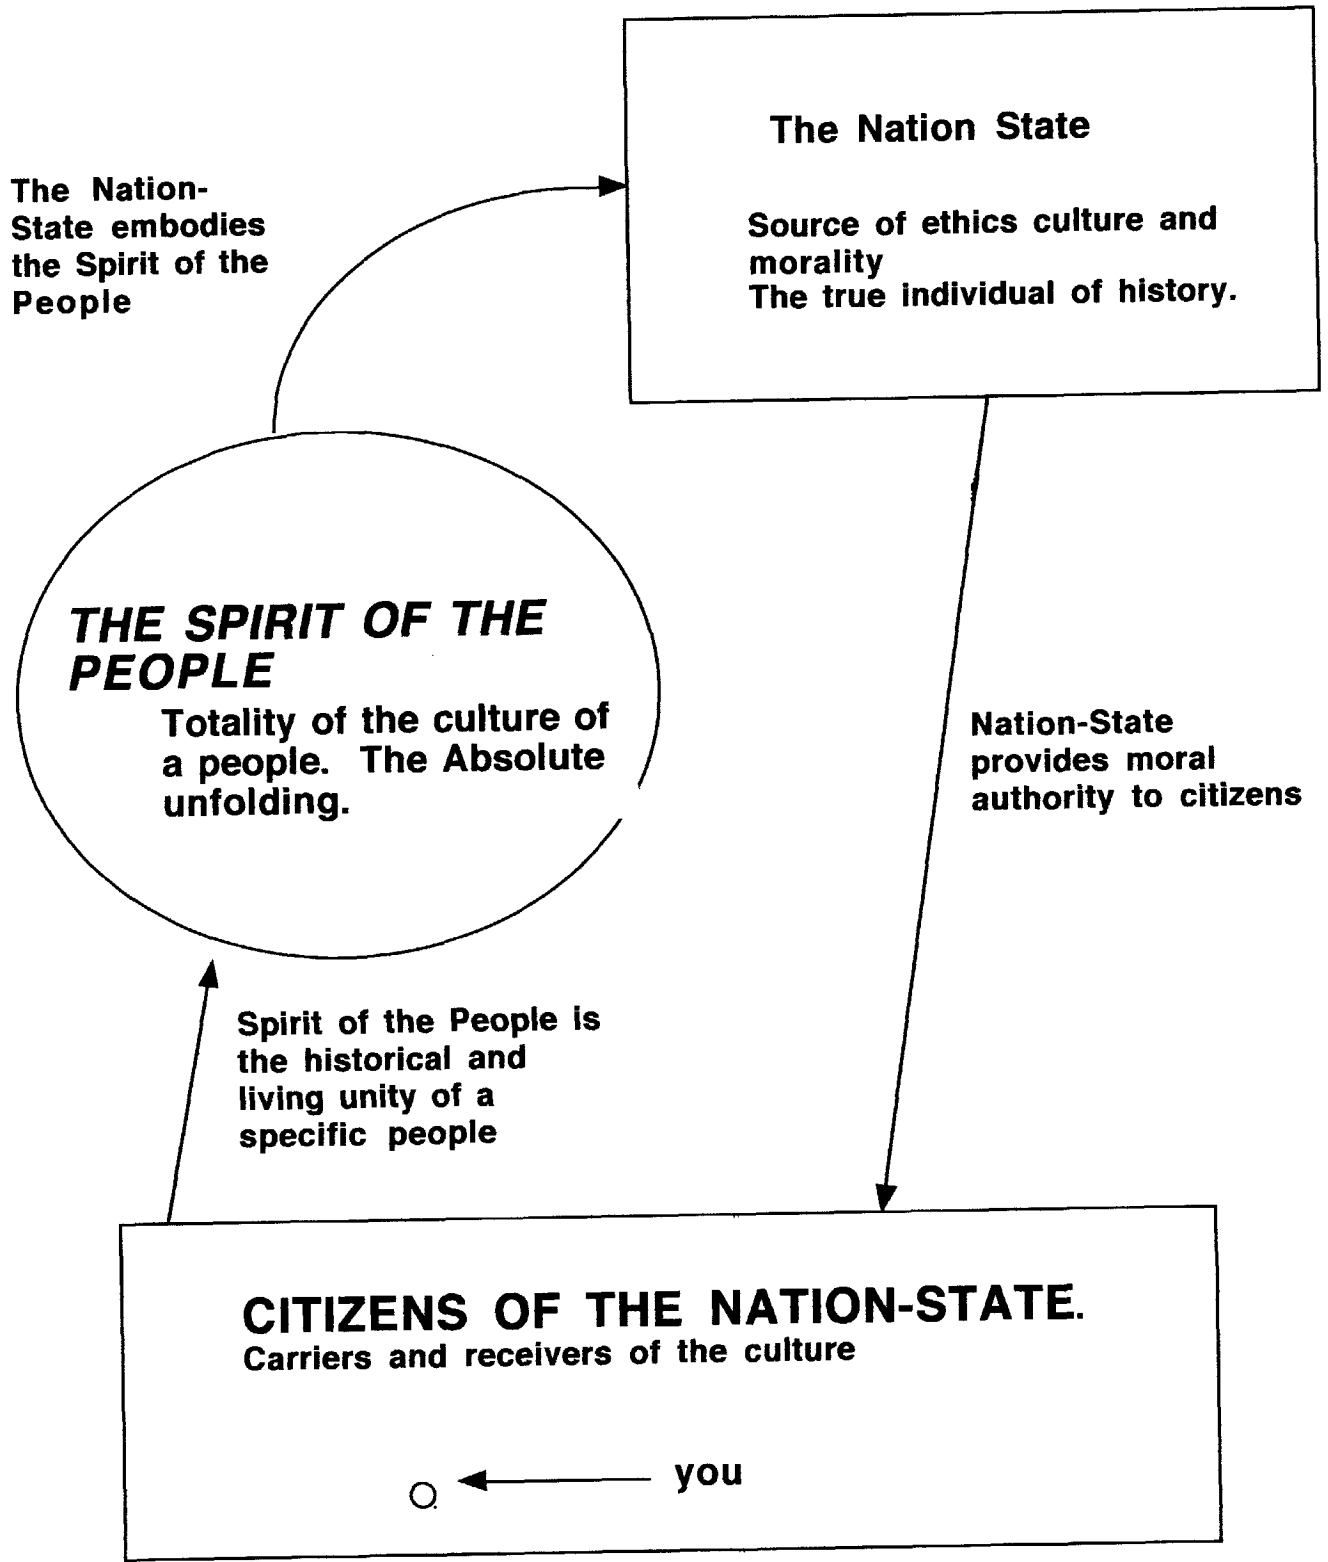 The Nation State
Source of ethics culture and
morality
The true individual of history.
The Nation-
State embodies
the Spirit of the
People
THE SPIRIT OF THE
PEOPLE
Totality of the culture of
a people. The Absolute
unfolding.
Nation-State
provides moral
authority to citizens
Spirit of the People is
the historical and
living unity of a
specific people
CITIZENS OF THE NATION-STATE.
Carriers and receivers of the culture
you